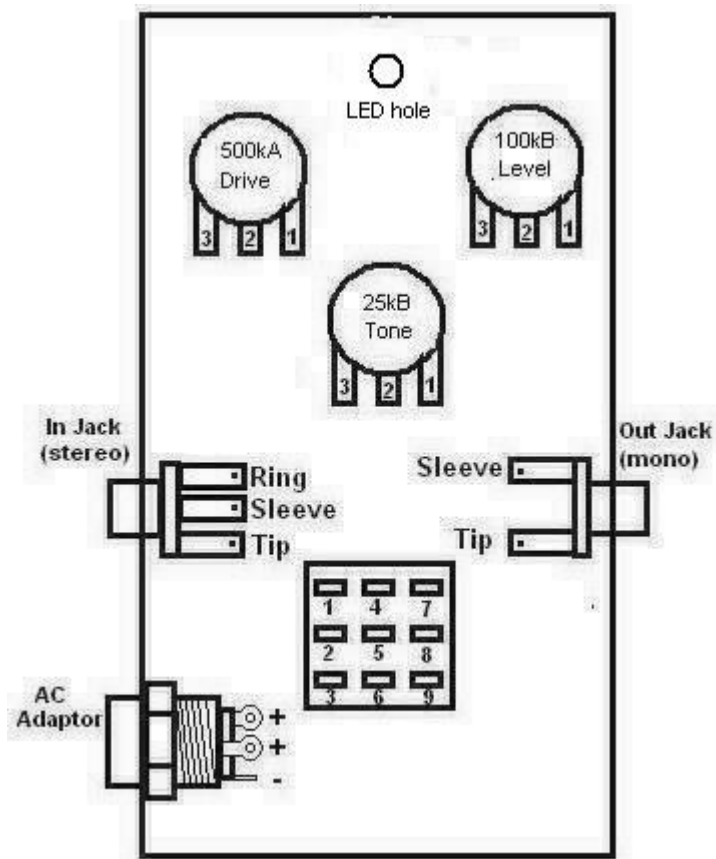 LED hole
500kA
Drive
100kB
Level
3 2 1
3 2 1
25kB
Tone
3 2 1
In Jack
(stereo)
Out Jack
(mono)
Ring
Sleeve
Tip
Sleeve
Tip
1 4 7
2 5 8
3 6 9
AC
Adaptor
+
+
-